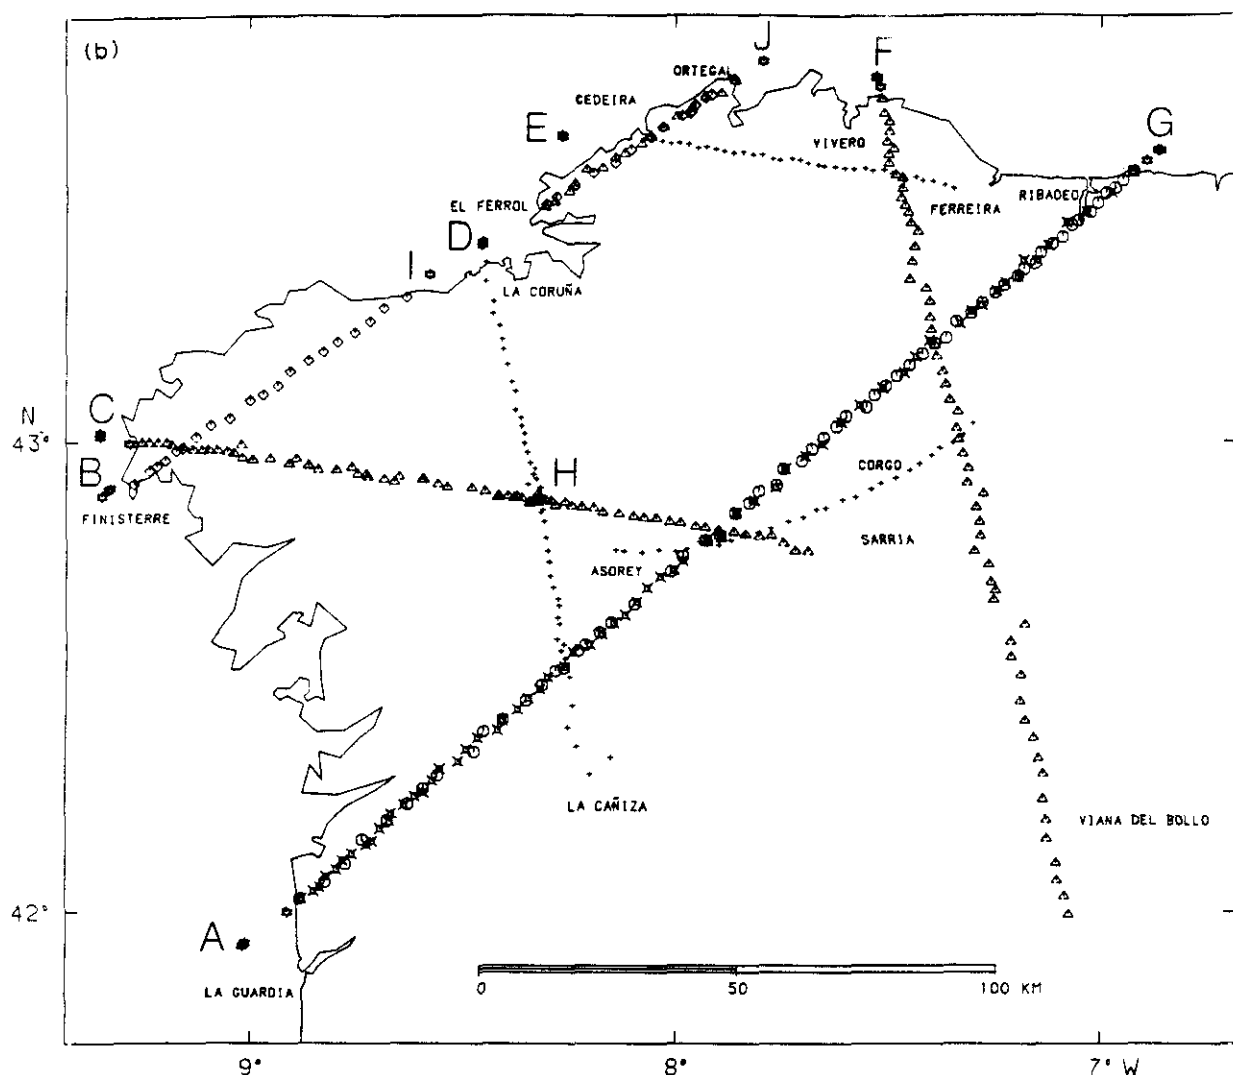 (b)
J
F
ORTEGAL
CEDEIRA
E
G
VIVERO
EL FERROL
FERREIRA
RIBADEO
D
I
LA CORUÑA
C
N
43°
B
H
CORGO
FINISTERRE
SARRIA
ASOREY
LA CAÑIZA
VIANA DEL BOLLO
42°
A
LA GUARDIA
0 50 100 KM
9° 8° 7° W